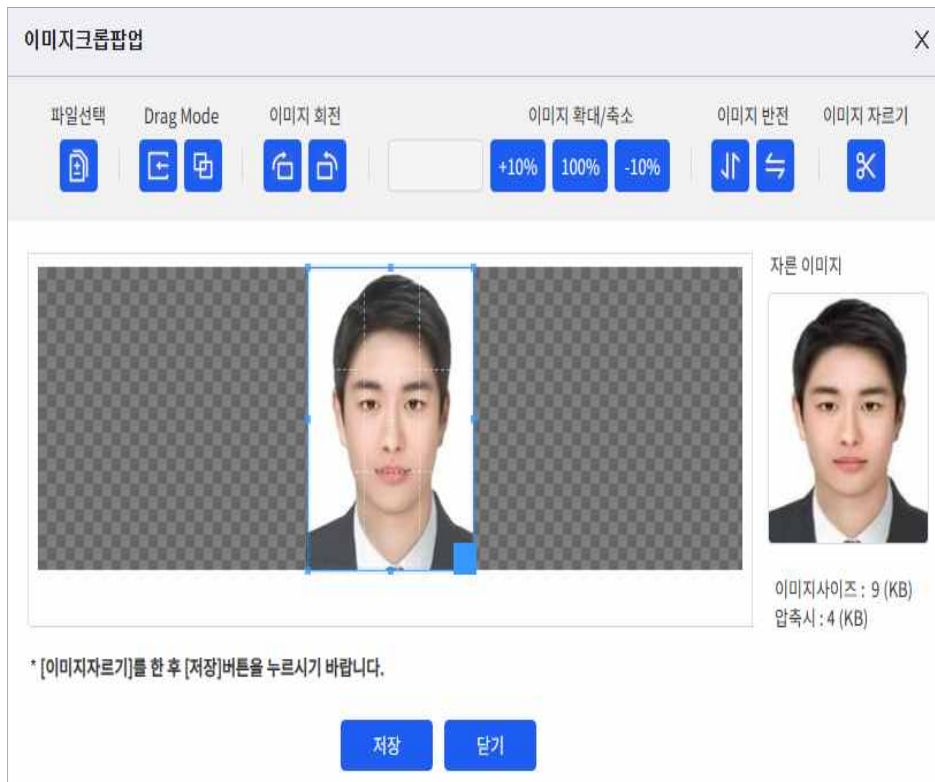 이미지크롭팝업 X
파일선택 Drag Mode 이미지 회전 이미지 확대/축소 이미지 반전 이미지 자르기
+10% 100% -10%
자른 이미지
이미지사이즈 : 9 (KB)
압축시 : 4 (KB)
* [이미지자르기]를 한 후 [저장]버튼을 누르시기 바랍니다.
저장 닫기